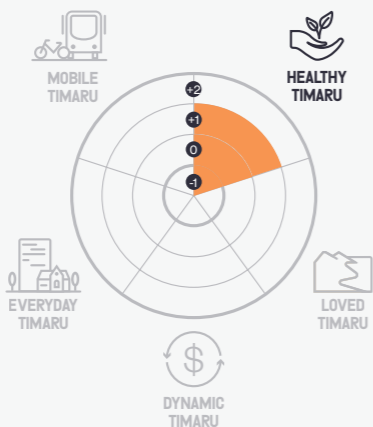 MOBILE
TIMARU
HEALTHY
TIMARU
+2
+1
0
-1
EVERYDAY
TIMARU
LOVED
TIMARU
$
DYNAMIC
TIMARU